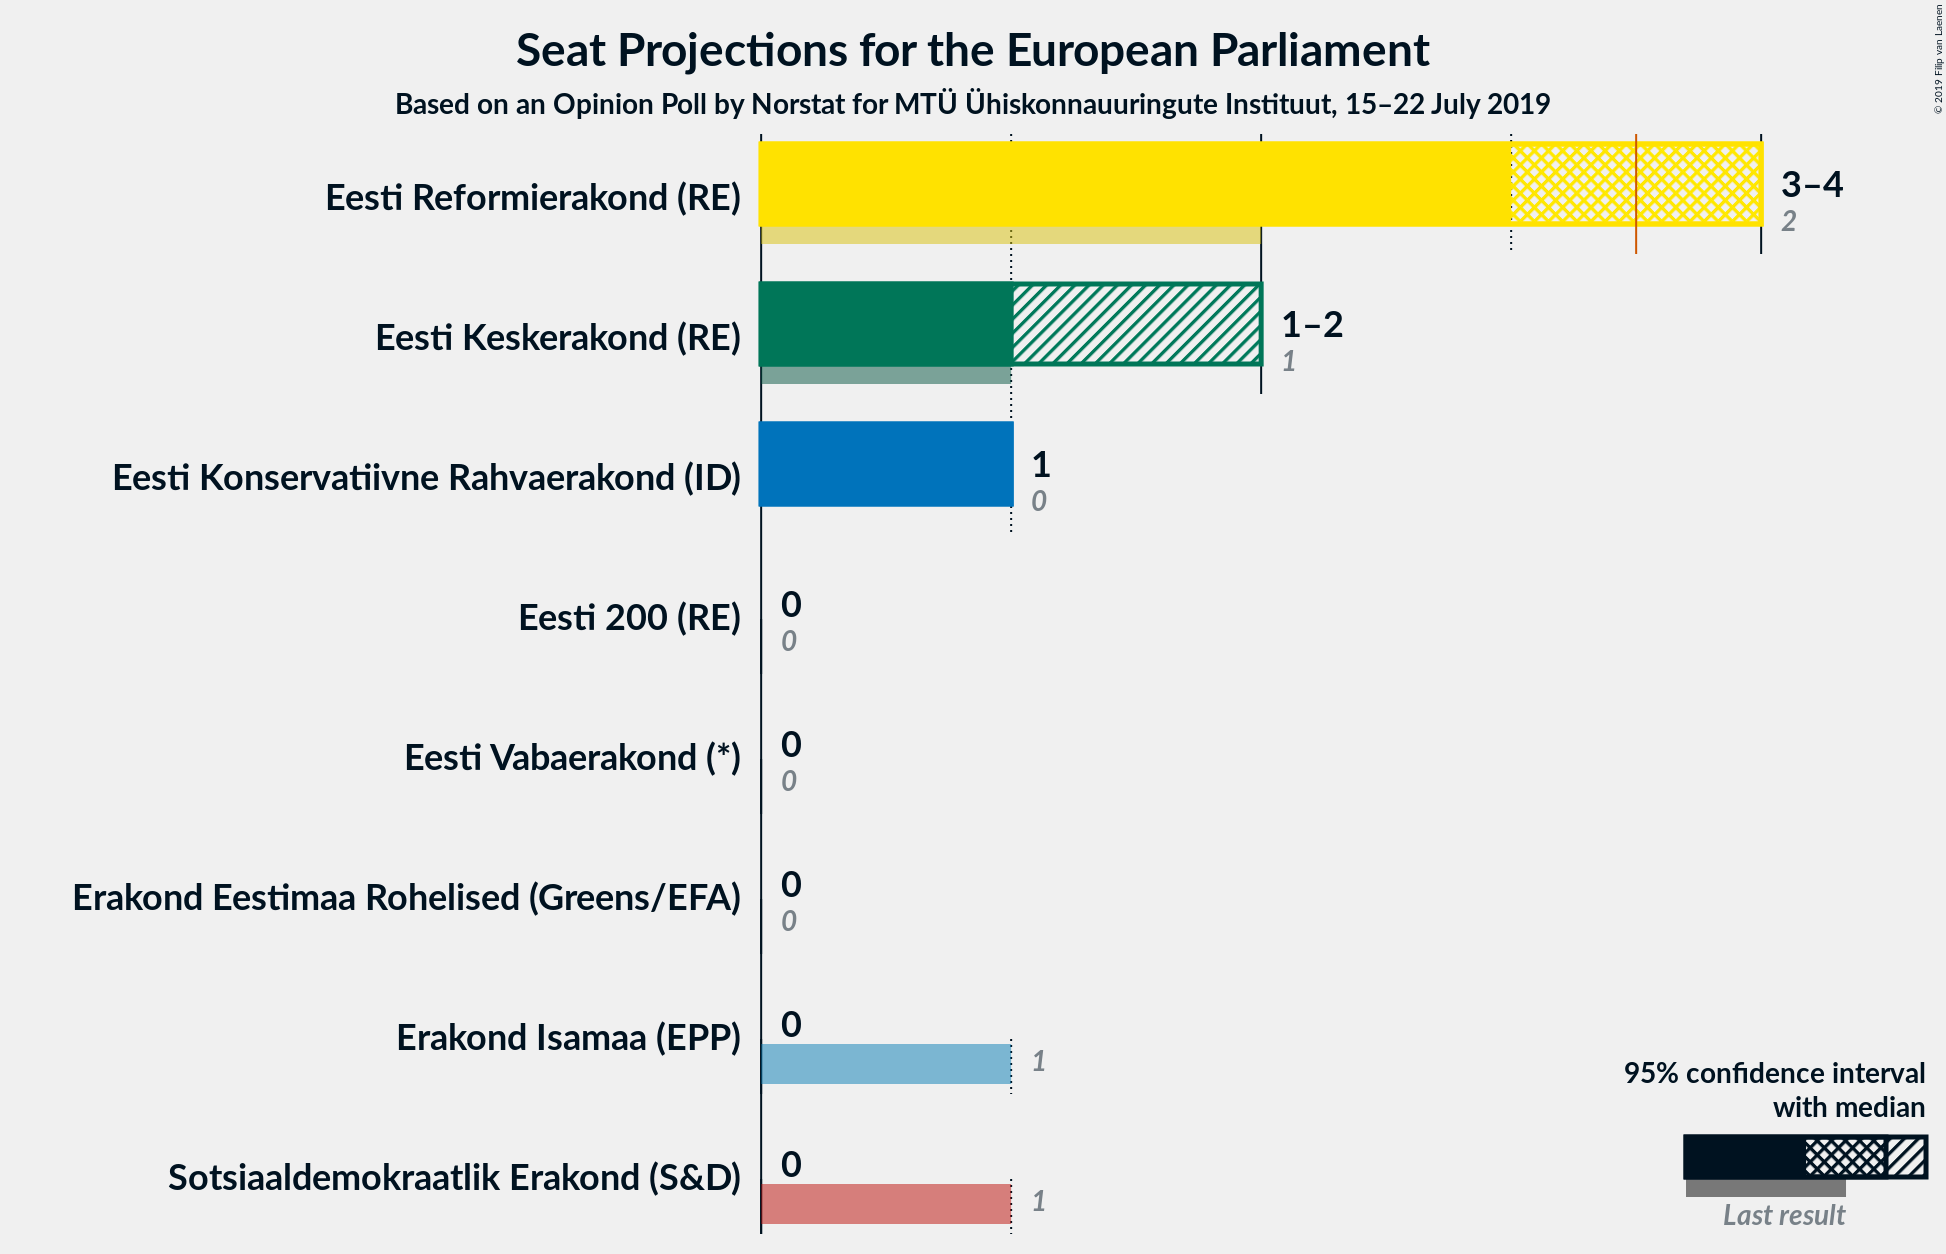 Seat Projections for the European Parliament
Based on an Opinion Poll by Norstat for MTÜ Ühiskonnauuringute Instituut, 15–22 July 2019
© 2019 Filip van Laenen
Eesti Reformierakond (RE)
3–4
2
Eesti Keskerakond (RE)
1–2
1
Eesti Konservatiivne Rahvaerakond (ID)
1
0
Eesti 200 (RE)
0
0
Eesti Vabaerakond (*)
0
0
Erakond Eestimaa Rohelised (Greens/EFA)
0
0
Erakond Isamaa (EPP)
0
1
Sotsiaaldemokraatlik Erakond (S&D)
0
1
95% confidence interval
with median
Last result